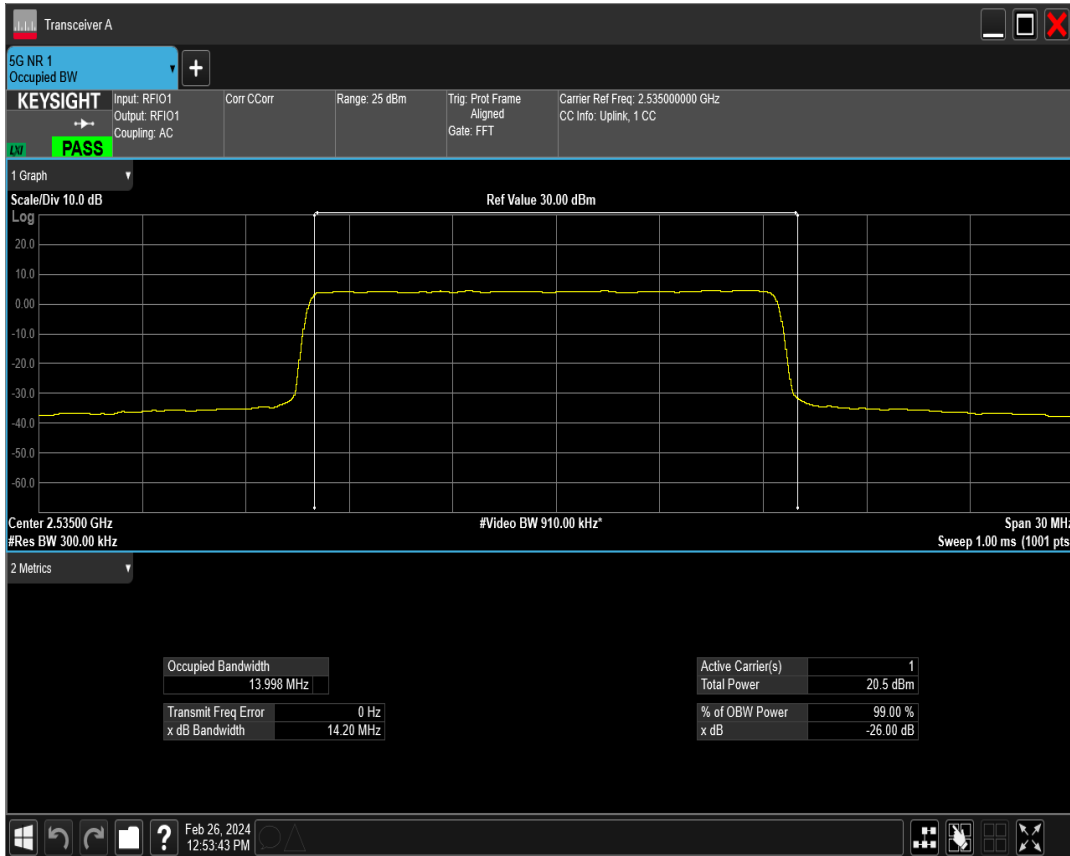 Transceiver A
5G NR 1
Occupied BW
KEYSIGHT
LXI
PASS
Input: RFIO1
Output: RFIO1
Coupling: AC
Corr CCorr
Range: 25 dBm
Trig: Prot Frame
Aligned
Gate: FFT
Carrier Ref Freq: 2.535000000 GHz
CC Info: Uplink, 1 CC
1 Graph
Scale/Div 10.0 dB
Ref Value 30.00 dBm
Log
20.0
10.0
0.00
-10.0
-20.0
-30.0
-40.0
-50.0
-60.0
Center 2.53500 GHz
#Video BW 910.00 kHz*
Span 30 MHz
#Res BW 300.00 kHz
Sweep 1.00 ms (1001 pts
2 Metrics
Occupied Bandwidth
13.998 MHz
Transmit Freq Error 0 Hz
x dB Bandwidth 14.20 MHz
Active Carrier(s) 1
Total Power 20.5 dBm
% of OBW Power 99.00 %
x dB -26.00 dB
Feb 26, 2024
12:53:43 PM